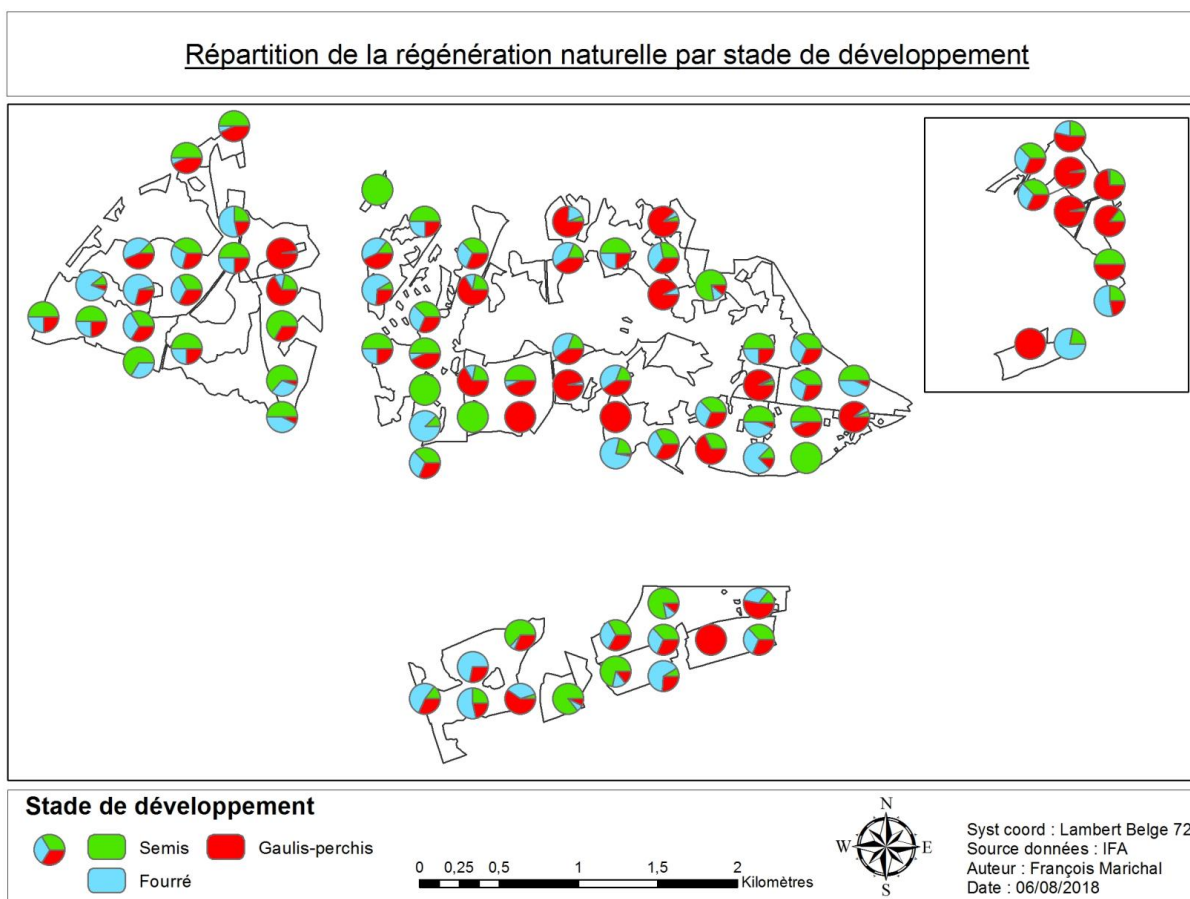 Répartition de la régénération naturelle par stade de développement
Stade de développement
Semis
Gaulis-perchis
Fourré
0 0,25 0,5 1 1,5 2
Kilomètres
N
W E
S
Syst coord : Lambert Belge 72
Source données : IFA
Auteur : François Marichal
Date : 06/08/2018